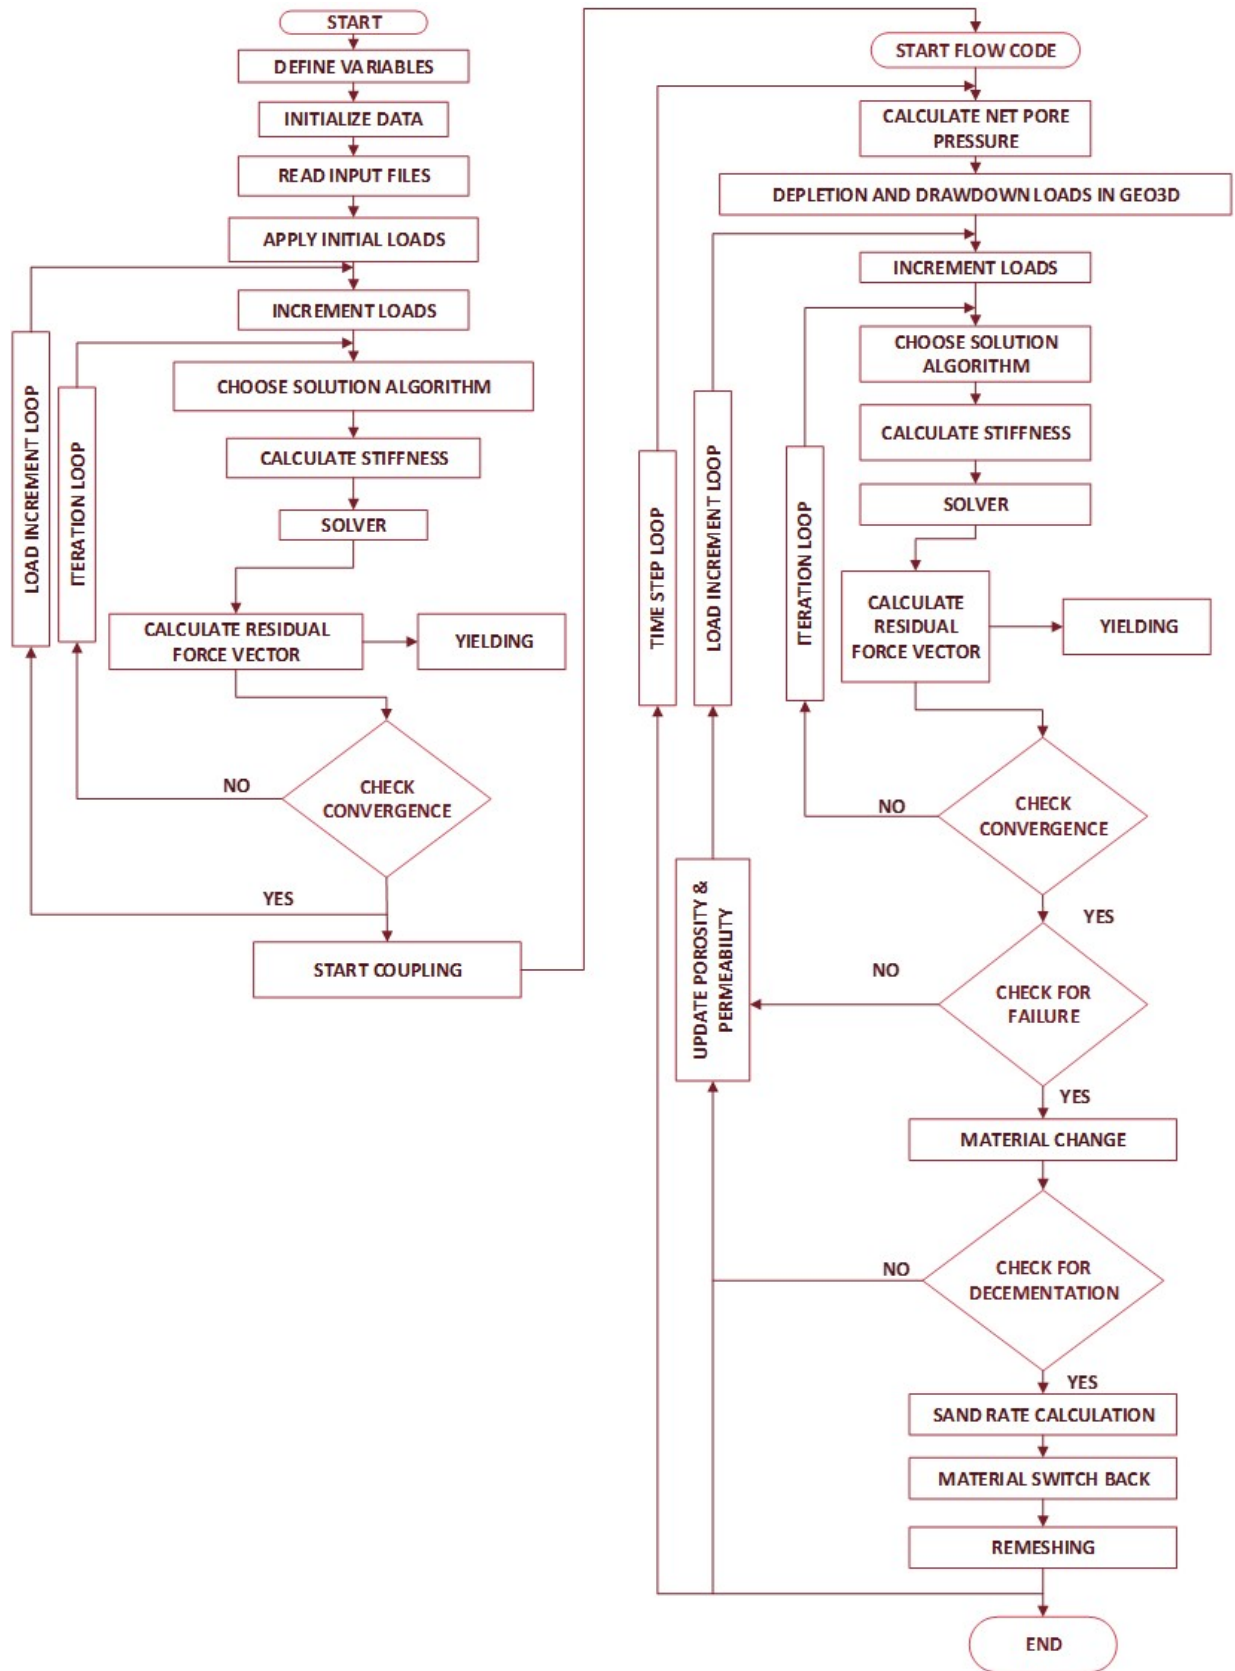 START
DEFINE VARIABLES
INITIALIZE DATA
READ INPUT FILES
APPLY INITIAL LOADS
INCREMENT LOADS
CHOOSE SOLUTION ALGORITHM
CALCULATE STIFFNESS
SOLVER
LOAD INCREMENT LOOP
ITERATION LOOP
CALCULATE RESIDUAL
FORCE VECTOR
YIELDING
NO
CHECK
CONVERGENCE
YES
START COUPLING
START FLOW CODE
CALCULATE NET PORE
PRESSURE
DEPLETION AND DRAWDOWN LOADS IN GEO3D
INCREMENT LOADS
CHOOSE SOLUTION
ALGORITHM
CALCULATE STIFFNESS
SOLVER
TIME STEP LOOP
LOAD INCREMENT LOOP
ITERATION LOOP
CALCULATE
RESIDUAL
FORCE VECTOR
YIELDING
NO
CHECK
CONVERGENCE
YES
UPDATE POROSITY &
PERMEABILITY
NO
CHECK FOR
FAILURE
YES
MATERIAL CHANGE
NO
CHECK FOR
DECEMENTATION
YES
SAND RATE CALCULATION
MATERIAL SWITCH BACK
REMESHING
END